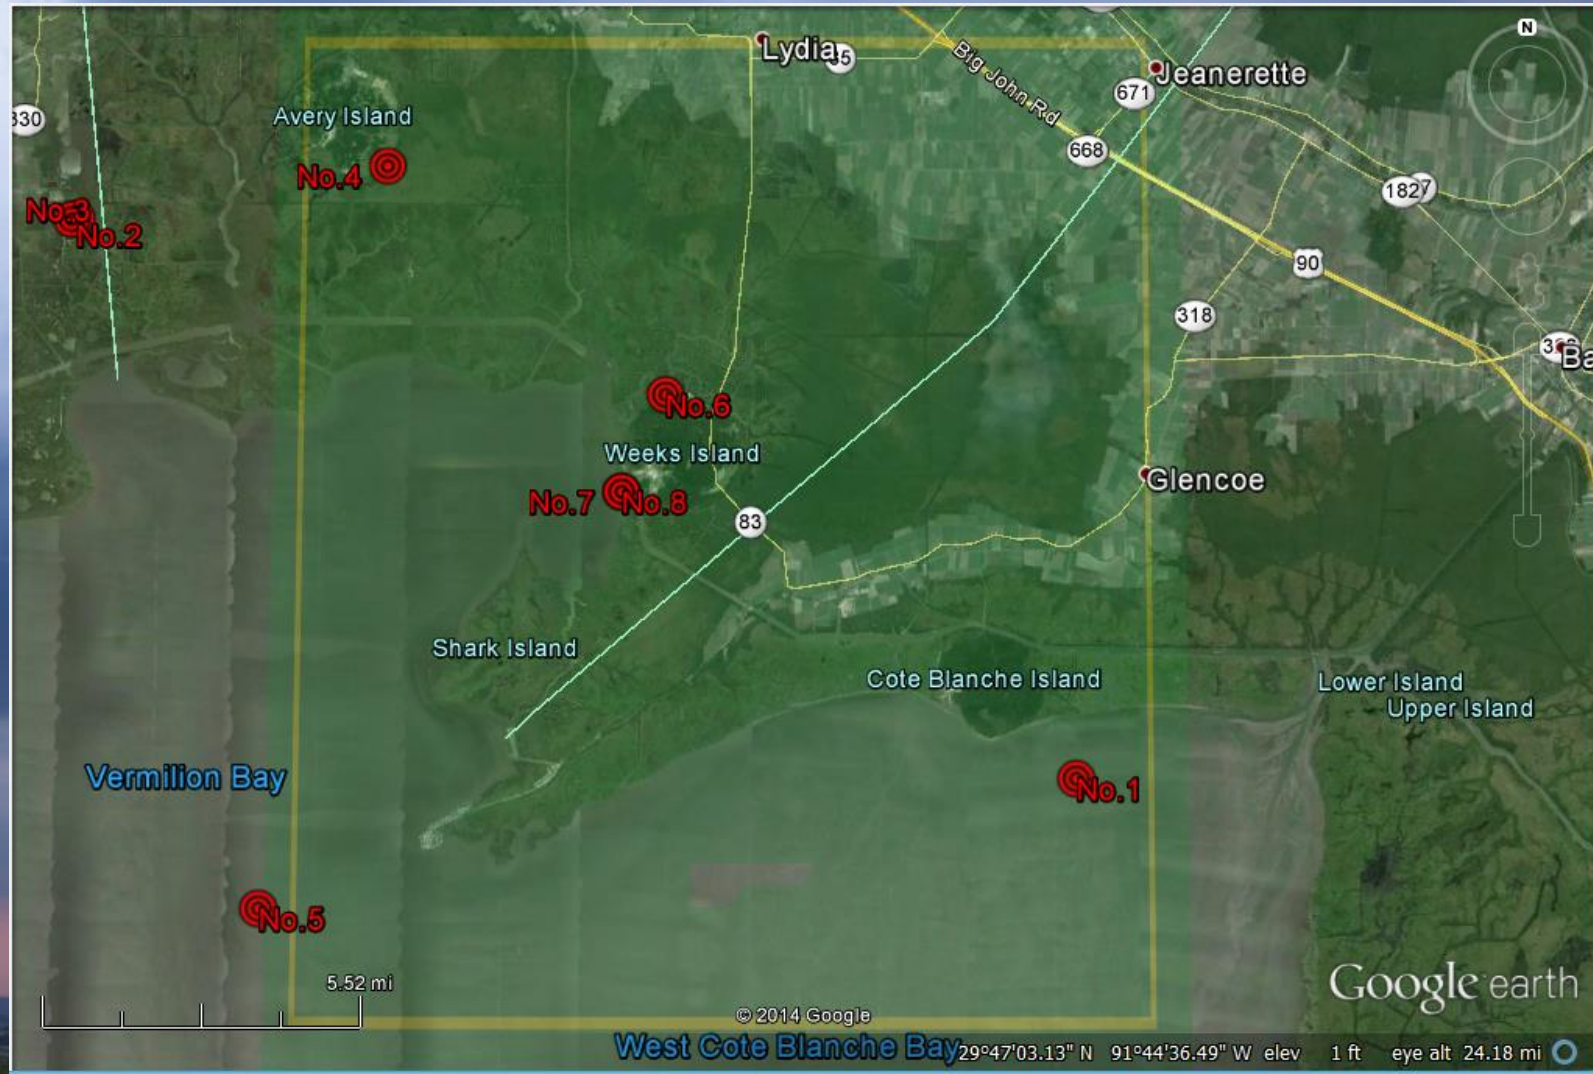 N
Lydia
Big John Rd
Jeanerette
671
Avery Island
668
No.4
No.3
No.2
90
318
No.6
Weeks Island
Glencoe
No.7
No.8
83
Shark Island
Cote Blanche Island
Lower Island
Upper Island
Vermilion Bay
No.1
No.5
5.52 mi
Google earth
© 2014 Google
West Cote Blanche Bay
29°47'03.13" N 91°44'36.49" W elev 1 ft eye alt 24.18 mi